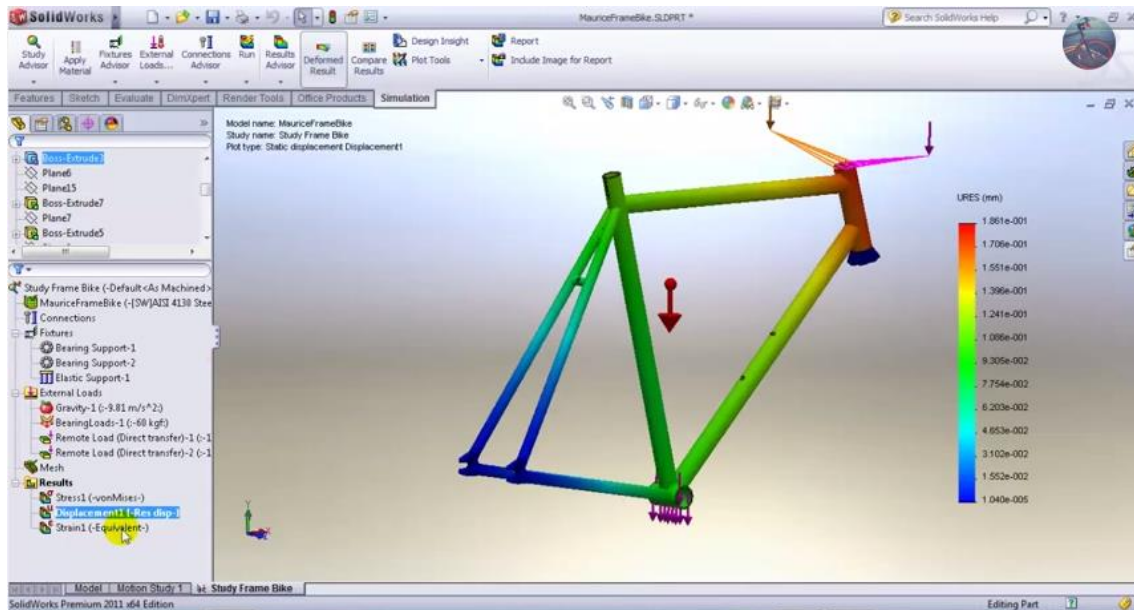 SolidWorks
MauriceFrameBike.SLDPRT *
Search SolidWorks Help
Study Advisor
Apply Material
Fixtures Advisor
External Loads...
Connections Advisor
Run
Results Advisor
Deformed Result
Compare Results
Design Insight
Plot Tools
Report
Include Image for Report
Features
Sketch
Evaluate
DimXpert
Render Tools
Office Products
Simulation
Model name: MauriceFrameBike
Study name: Study Frame Bike
Plot type: Static displacement Displacement1
Boss-Extrude3
Plane6
Plane15
Boss-Extrude7
Plane7
Boss-Extrude5
Study Frame Bike (-Default<As Machined>
MauriceFrameBike (-[SW]AISI 4130 Stee
Connections
Fixtures
Bearing Support-1
Bearing Support-2
Elastic Support-1
External Loads
Gravity-1 (:-9.81 m/s^2:)
BearingLoads-1 (:-60 kgf:)
Remote Load (Direct transfer)-1 (:-1
Remote Load (Direct transfer)-2 (:-1
Mesh
Results
Stress1 (-vonMises-)
Displacement1 (-Res disp-)
Strain1 (-Equivalent-)
URES (mm)
1.861e-001
1.706e-001
1.551e-001
1.396e-001
1.241e-001
1.086e-001
9.305e-002
7.754e-002
6.203e-002
4.653e-002
3.102e-002
1.552e-002
1.040e-005
Model
Motion Study 1
Study Frame Bike
SolidWorks Premium 2011 x64 Edition
Editing Part